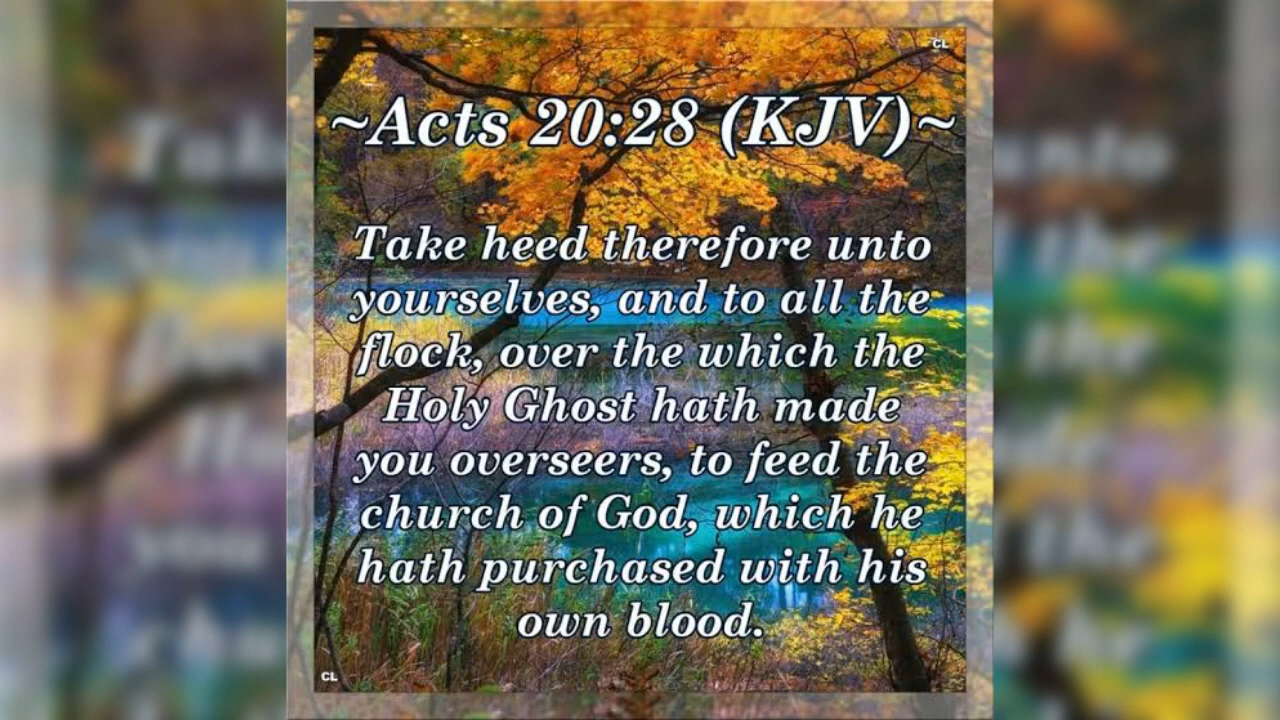 CL
~Acts 20:28 (KJV)~
Take heed therefore unto
yourselves, and to all the
flock, over the which the
Holy Ghost hath made
you overseers, to feed the
church of God, which he
hath purchased with his
own blood.
CL